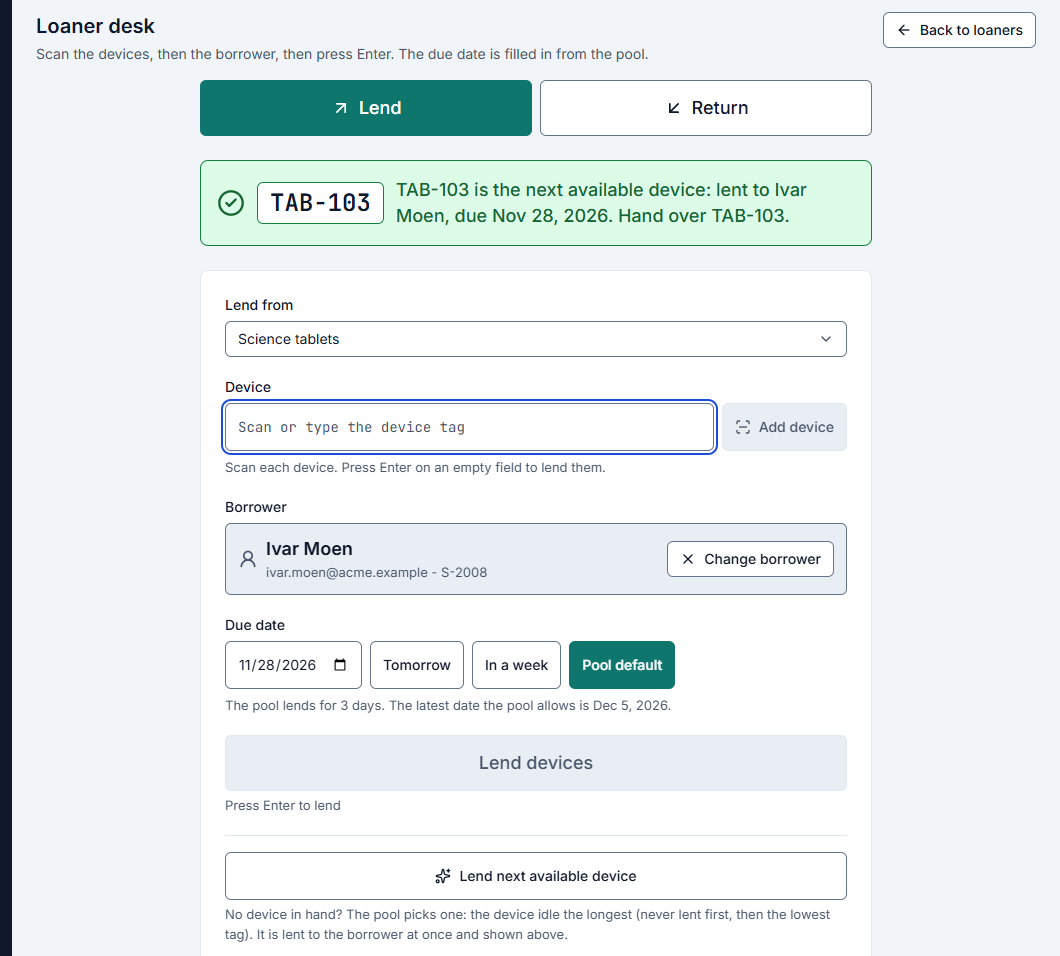 Loaner desk
Back to loaners
Scan the devices, then the borrower, then press Enter. The due date is filled in from the pool.
Lend
Return
TAB-103
TAB-103 is the next available device: lent to Ivar
Moen, due Nov 28, 2026. Hand over TAB-103.
Lend from
Science tablets
Device
Scan or type the device tag
Add device
Scan each device. Press Enter on an empty field to lend them.
Borrower
Ivar Moen
ivar.moen@acme.example - S-2008
Change borrower
Due date
11/28/2026
Tomorrow
In a week
Pool default
The pool lends for 3 days. The latest date the pool allows is Dec 5, 2026.
Lend devices
Press Enter to lend
Lend next available device
No device in hand? The pool picks one: the device idle the longest (never lent first, then the lowest
tag). It is lent to the borrower at once and shown above.